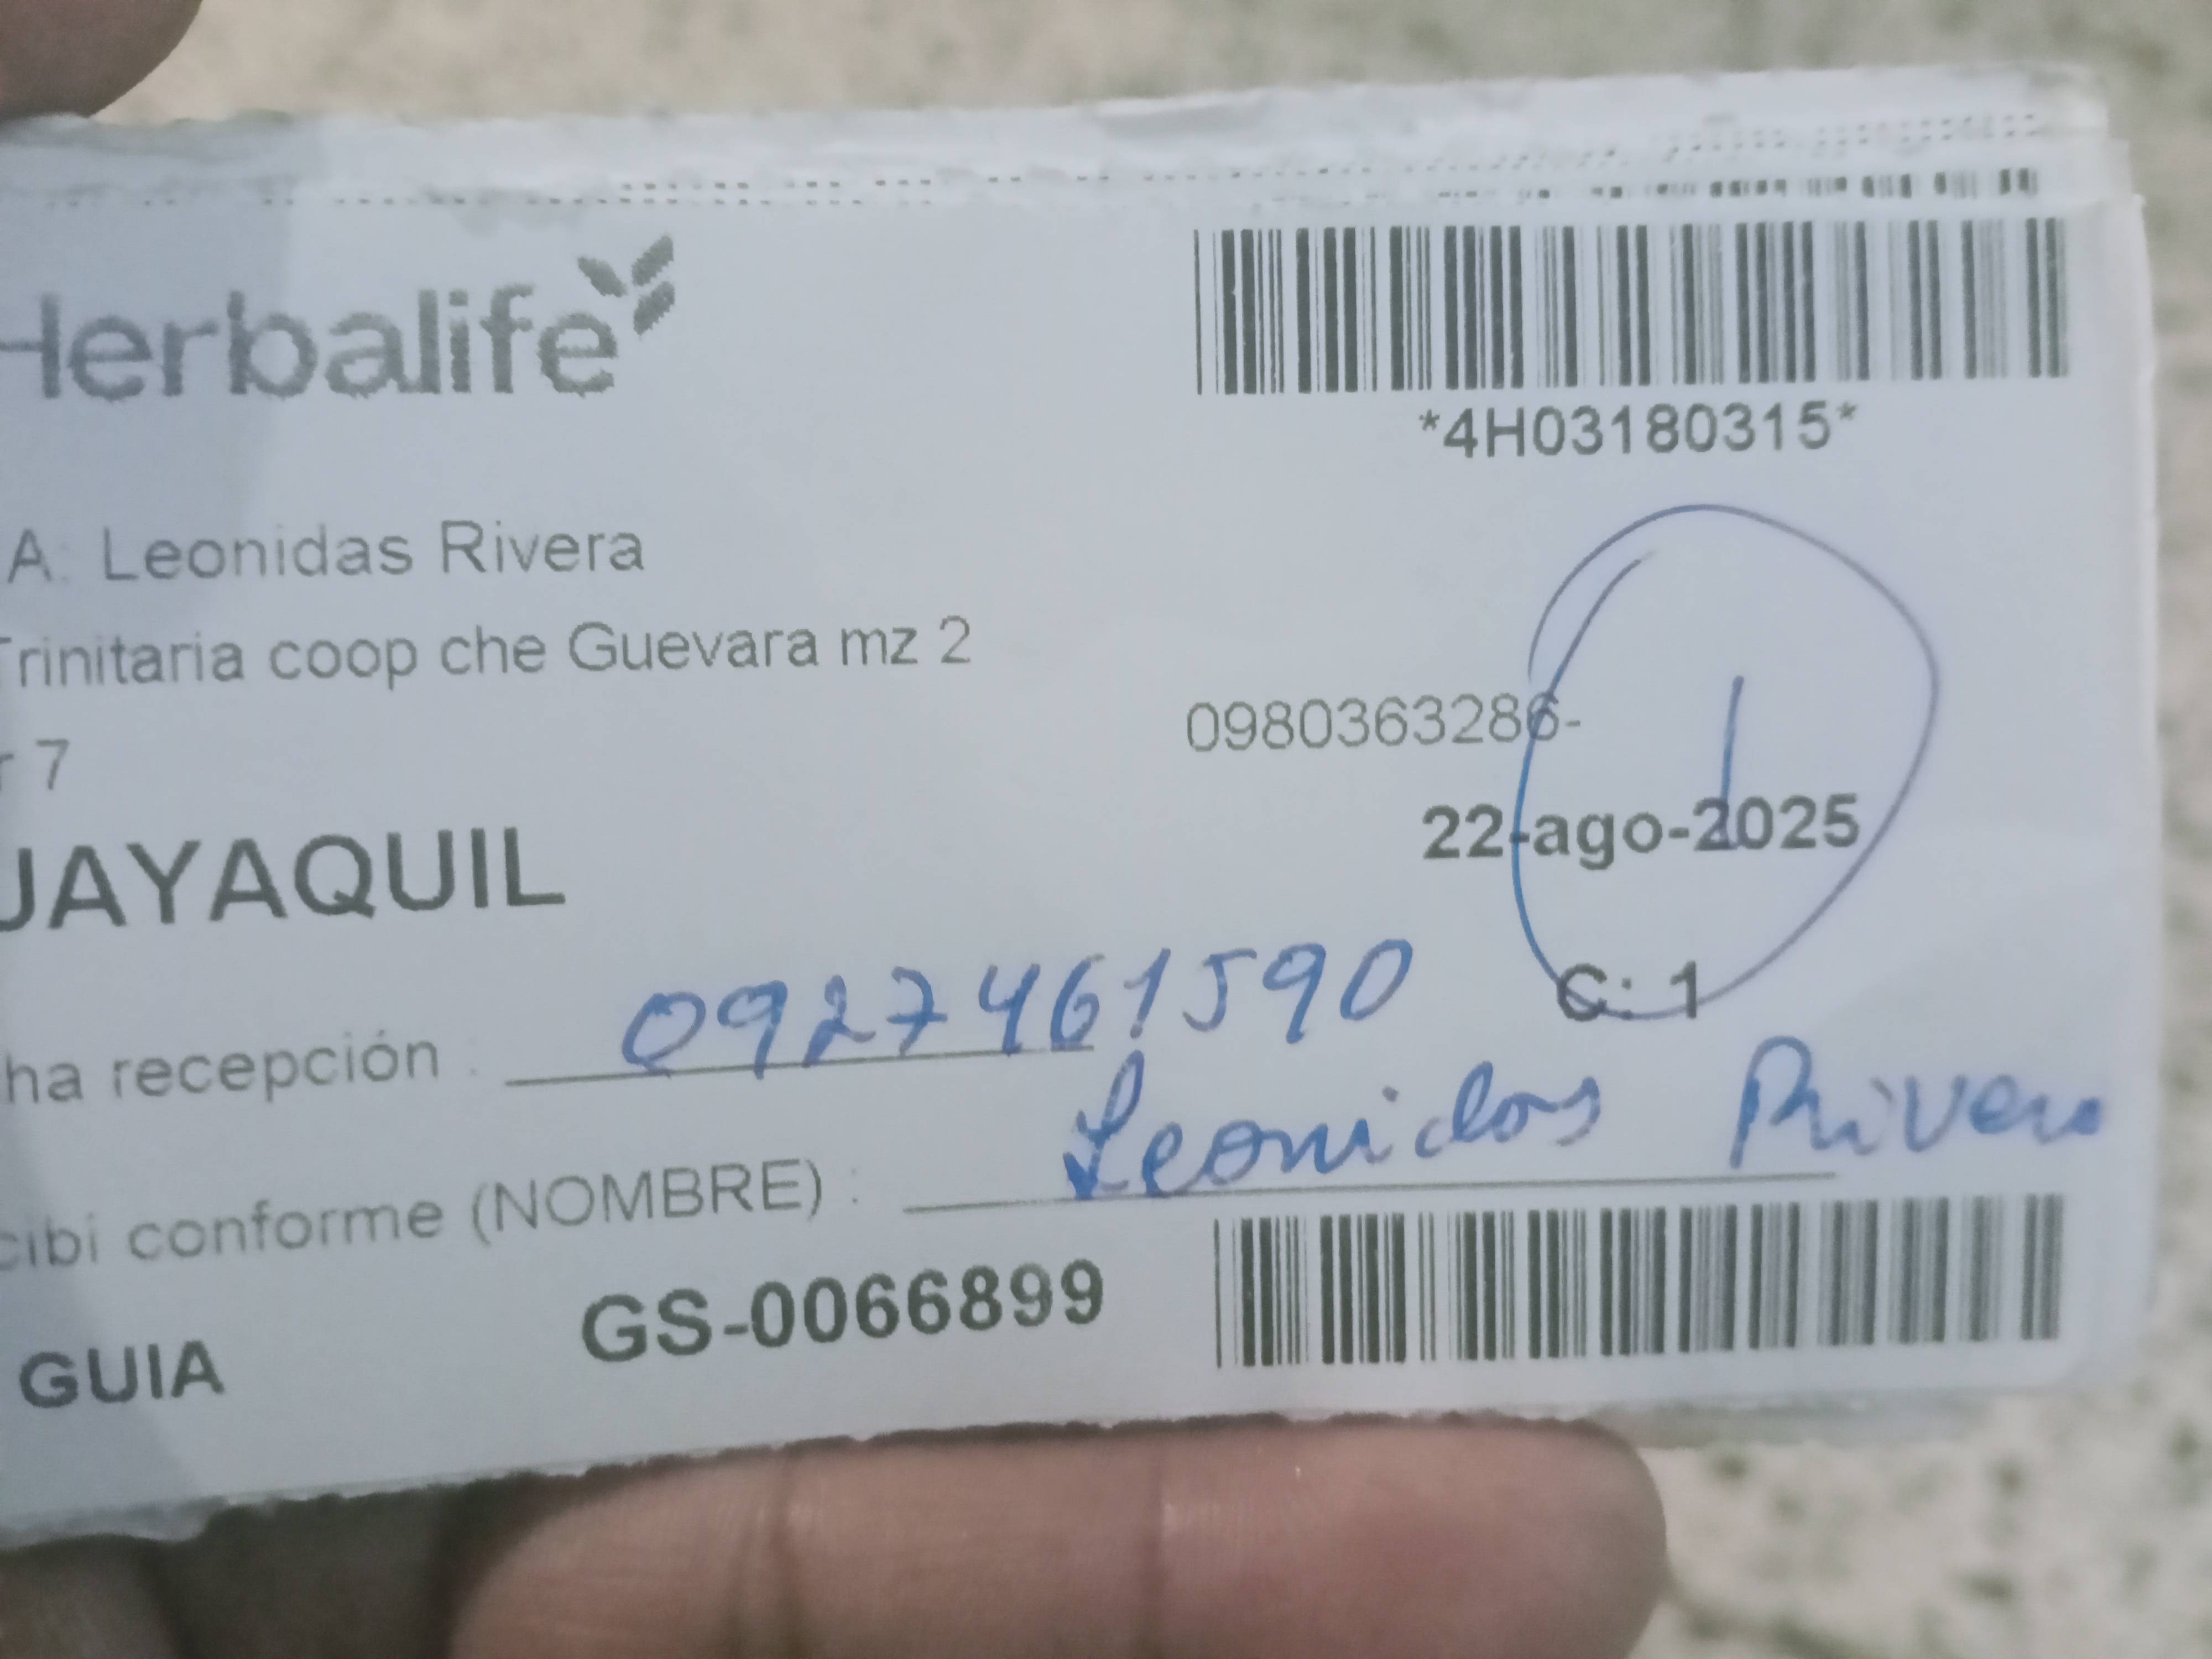 Herbalife
*4H03180315*
A. Leonidas Rivera
Trinitaria coop che Guevara mz 2
7
0980363286-
1
22-ago-2025
JAYAQUIL
C: 1
ha recepción : 0927461590
cibi conforme (NOMBRE) : Leonidas Rivera
GUIA GS-0066899